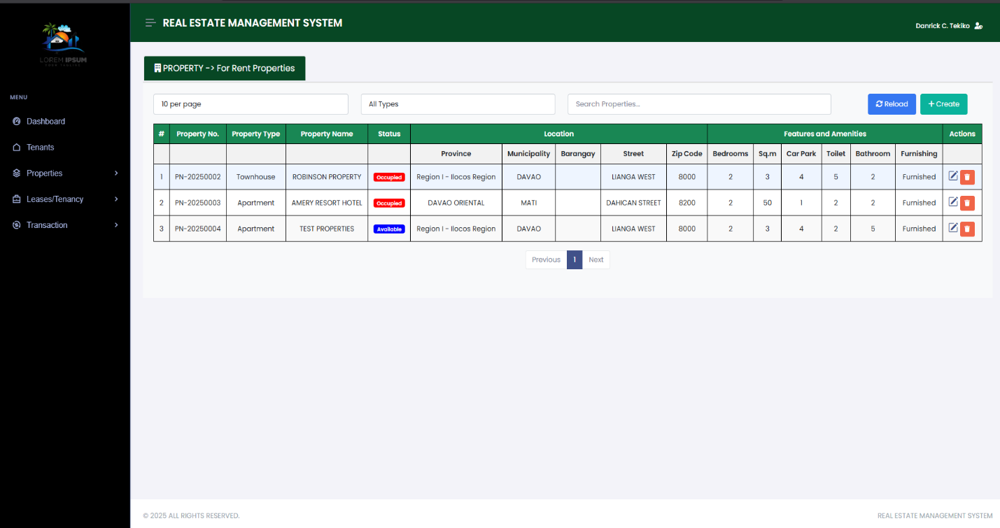 LOREM IPSUM
MENU
Dashboard
Tenants
Properties
Leases/Tenancy
Transaction
REAL ESTATE MANAGEMENT SYSTEM
Danrick C. Tekiko
PROPERTY -> For Rent Properties
10 per page
All Types
Search Properties...
Reload
+ Create
# Property No. Property Type Property Name Status Location Features and Amenities Actions
Province Municipality Barangay Street Zip Code Bedrooms Sq.m Car Park Toilet Bathroom Furnishing
1 PN-20250002 Townhouse ROBINSON PROPERTY Occupied Region I - Ilocos Region DAVAO LIANGA WEST 8000 2 3 4 5 2 Furnished
2 PN-20250003 Apartment AMERY RESORT HOTEL Occupied DAVAO ORIENTAL MATI DAHICAN STREET 8200 2 50 1 2 2 Furnished
3 PN-20250004 Apartment TEST PROPERTIES Available Region I - Ilocos Region DAVAO LIANGA WEST 8000 2 3 4 2 5 Furnished
Previous 1 Next
© 2025 ALL RIGHTS RESERVED.
REAL ESTATE MANAGEMENT SYSTEM